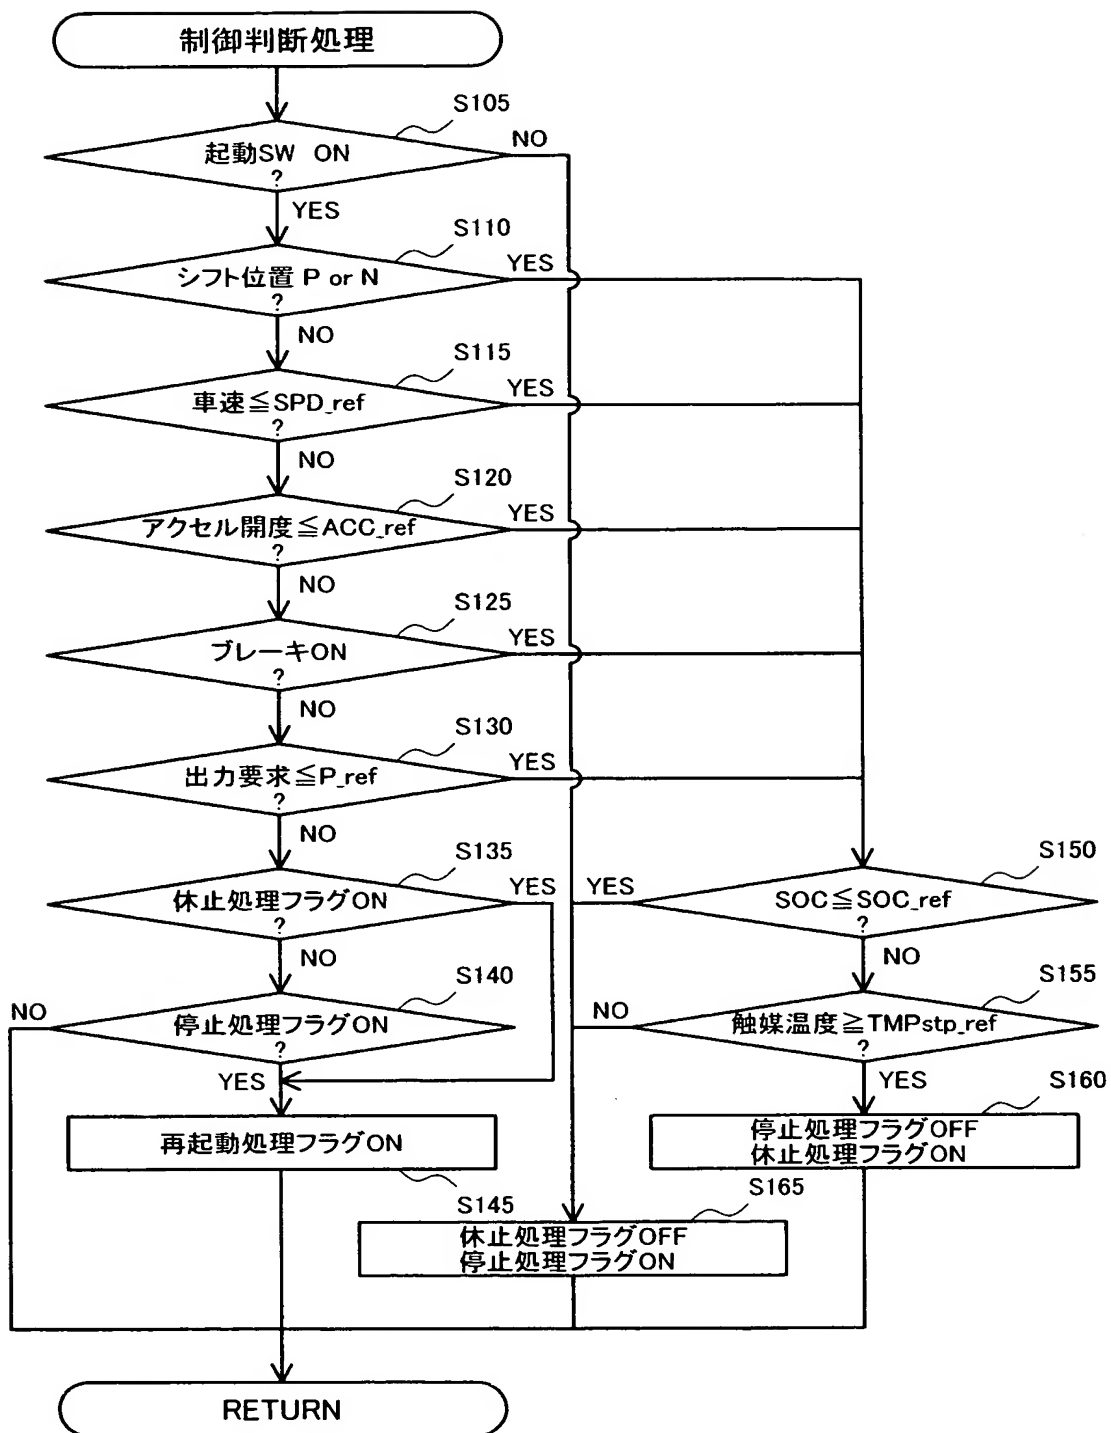 制御判断処理
S105
起動SW ON
?
NO
YES
S110
シフト位置 P or N
?
YES
NO
S115
車速≦SPD_ref
?
YES
NO
S120
アクセル開度≦ACC_ref
?
YES
NO
S125
ブレーキON
?
YES
NO
S130
出力要求≦P_ref
?
YES
NO
S135
休止処理フラグON
?
YES
NO
S150
SOC≦SOC_ref
?
YES
NO
S140
停止処理フラグON
?
NO
YES
S155
触媒温度≧TMPstp_ref
?
NO
YES
S160
停止処理フラグOFF
休止処理フラグON
再起動処理フラグON
S145
S165
休止処理フラグOFF
停止処理フラグON
RETURN